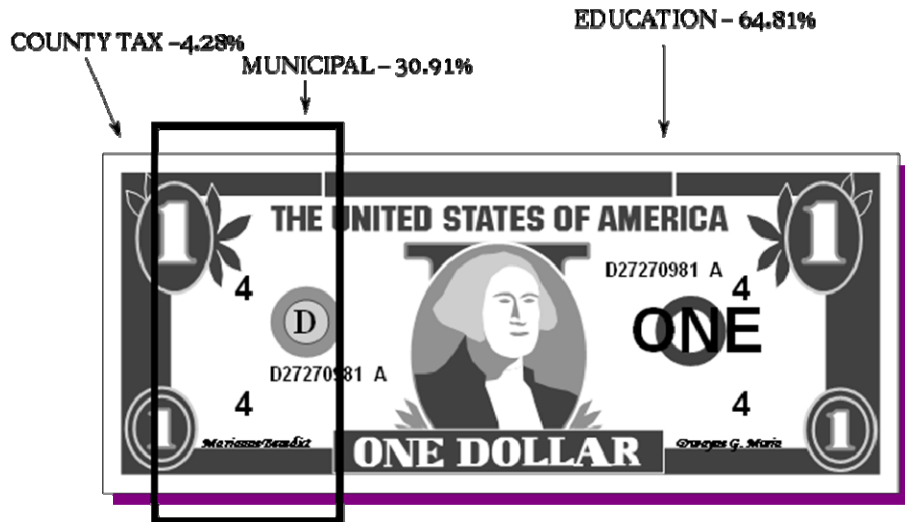 EDUCATION – 64.81%
COUNTY TAX –4.28%
MUNICIPAL – 30.91%
THE UNITED STATES OF AMERICA
1
1
D27270981 A
4
4
D
ONE
D27270981 A
4
4
1
1
ONE DOLLAR